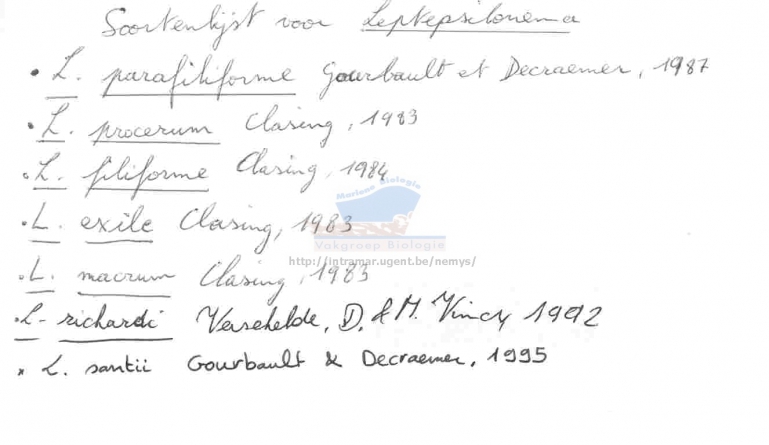 Soortenlijst voor Leptepsilonema
• L. parafiliforme Gourbault et Decraemer, 1987
• L. procerum Clasing, 1983
• L. filiforme Clasing, 1984
Mariene Biologie
• L. exile Clasing, 1983
Vakgroep Biologie
http://intramar.ugent.be/nemys/
• L. macrum Clasing, 1983
• L. richardi Verschelde, D. & M. Vincx 1992
* L. santii Gourbault & Decraemer, 1995